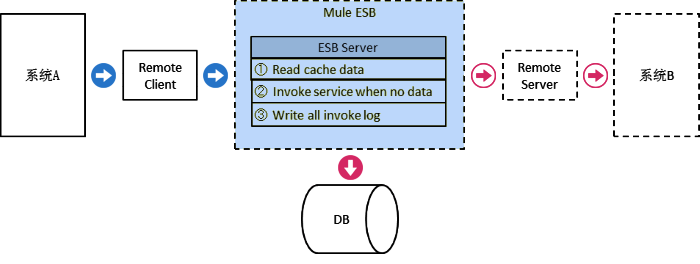 Mule ESB
系统A
Remote
Client
ESB Server
① Read cache data
② Invoke service when no data
③ Write all invoke log
Remote
Server
系统B
DB